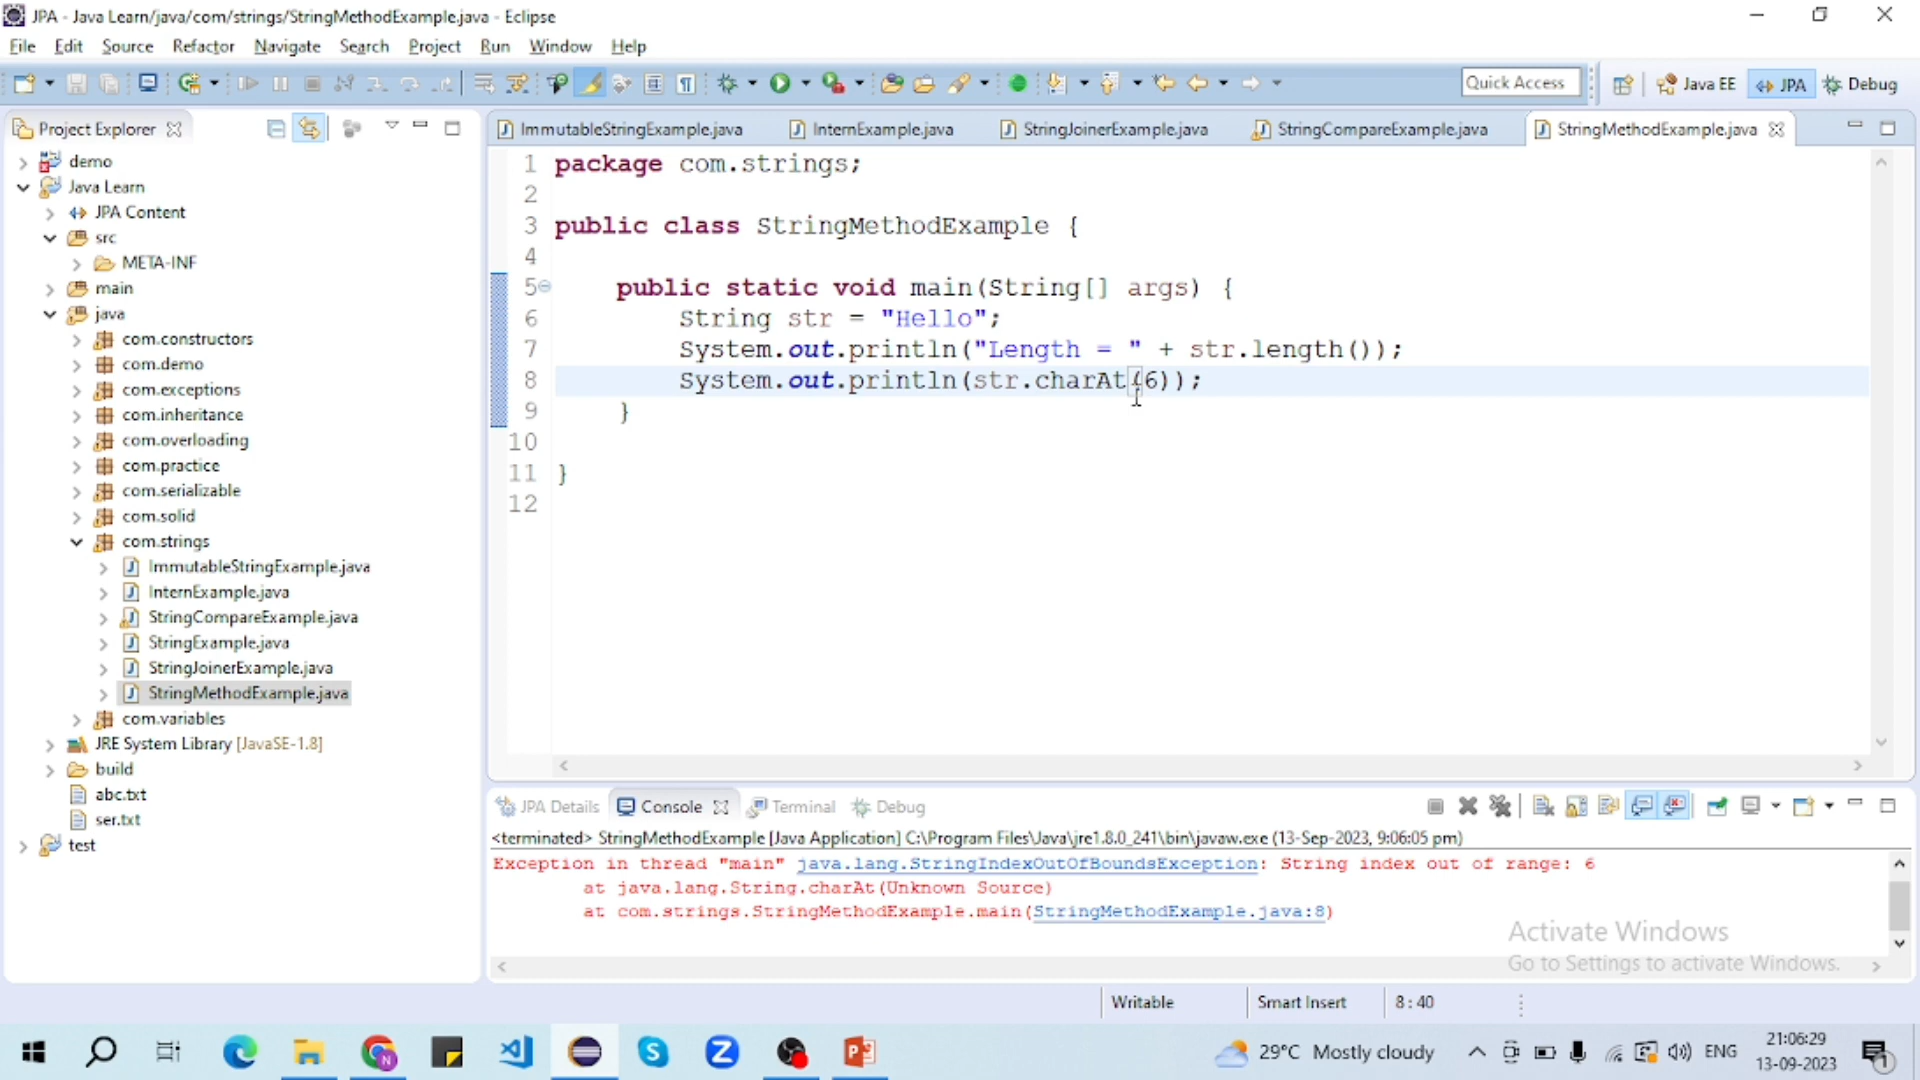 JPA - Java Learn/java/com/strings/StringMethodExample.java - Eclipse
File Edit Source Refactor Navigate Search Project Run Window Help
Quick Access Java EE JPA Debug
Project Explorer
demo
Java Learn
JPA Content
src
META-INF
main
java
com.constructors
com.demo
com.exceptions
com.inheritance
com.overloading
com.practice
com.serializable
com.solid
com.strings
ImmutableStringExample.java
InternExample.java
StringCompareExample.java
StringExample.java
StringJoinerExample.java
StringMethodExample.java
com.variables
JRE System Library [JavaSE-1.8]
build
abc.txt
ser.txt
test
ImmutableStringExample.java InternExample.java StringJoinerExample.java StringCompareExample.java StringMethodExample.java
1 package com.strings;
2
3 public class StringMethodExample {
4
5 public static void main(String[] args) {
6 String str = "Hello";
7 System.out.println("Length = " + str.length());
8 System.out.println(str.charAt(6));
9 }
10
11 }
12
JPA Details Console Terminal Debug
<terminated> StringMethodExample [Java Application] C:\Program Files\Java\jre1.8.0_241\bin\javaw.exe (13-Sep-2023, 9:06:05 pm)
Exception in thread "main" java.lang.StringIndexOutOfBoundsException: String index out of range: 6
at java.lang.String.charAt(Unknown Source)
at com.strings.StringMethodExample.main(StringMethodExample.java:8)
Activate Windows
Go to Settings to activate Windows.
Writable Smart Insert 8 : 40
29°C Mostly cloudy ENG 21:06:29
13-09-2023
1